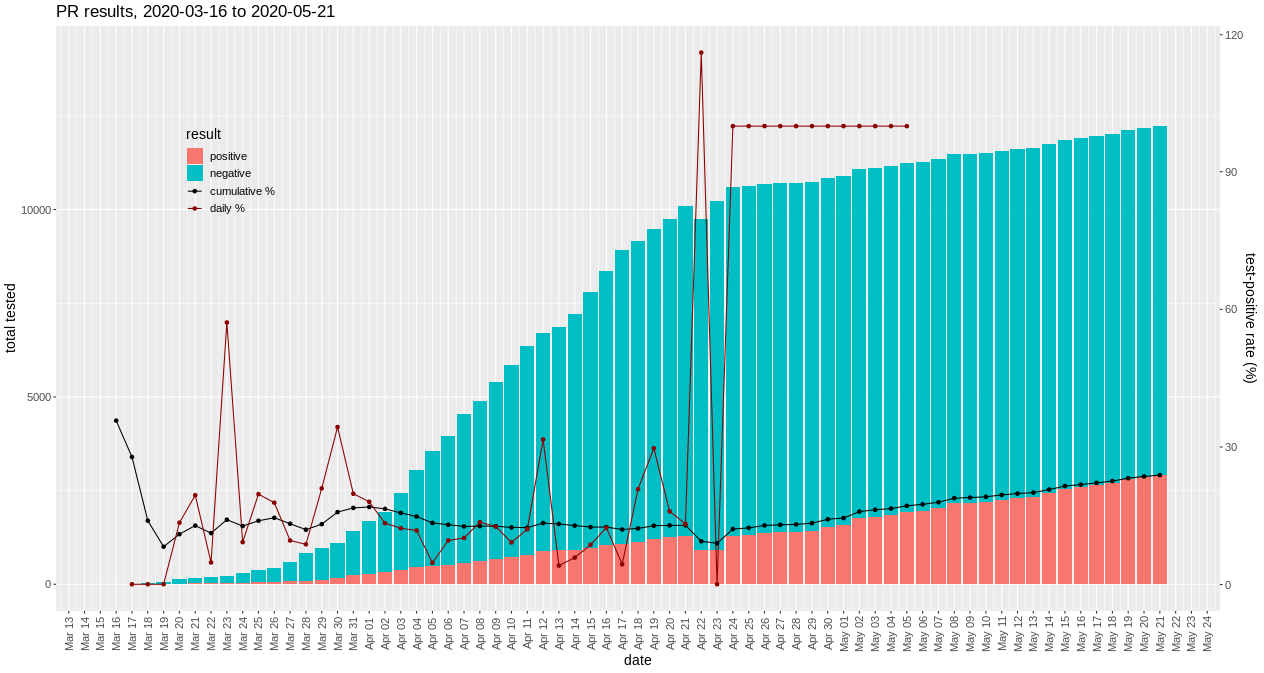 PR results, 2020-03-16 to 2020-05-21
result
positive
negative
cumulative %
daily %
total tested
10000
5000
0
test-positive rate (%)
120
90
60
30
0
Mar 13
Mar 14
Mar 15
Mar 16
Mar 17
Mar 18
Mar 19
Mar 20
Mar 21
Mar 22
Mar 23
Mar 24
Mar 25
Mar 26
Mar 27
Mar 28
Mar 29
Mar 30
Mar 31
Apr 01
Apr 02
Apr 03
Apr 04
Apr 05
Apr 06
Apr 07
Apr 08
Apr 09
Apr 10
Apr 11
Apr 12
Apr 13
Apr 14
Apr 15
Apr 16
Apr 17
Apr 18
Apr 19
Apr 20
Apr 21
Apr 22
Apr 23
Apr 24
Apr 25
Apr 26
Apr 27
Apr 28
Apr 29
Apr 30
May 01
May 02
May 03
May 04
May 05
May 06
May 07
May 08
May 09
May 10
May 11
May 12
May 13
May 14
May 15
May 16
May 17
May 18
May 19
May 20
May 21
May 22
May 23
May 24
date